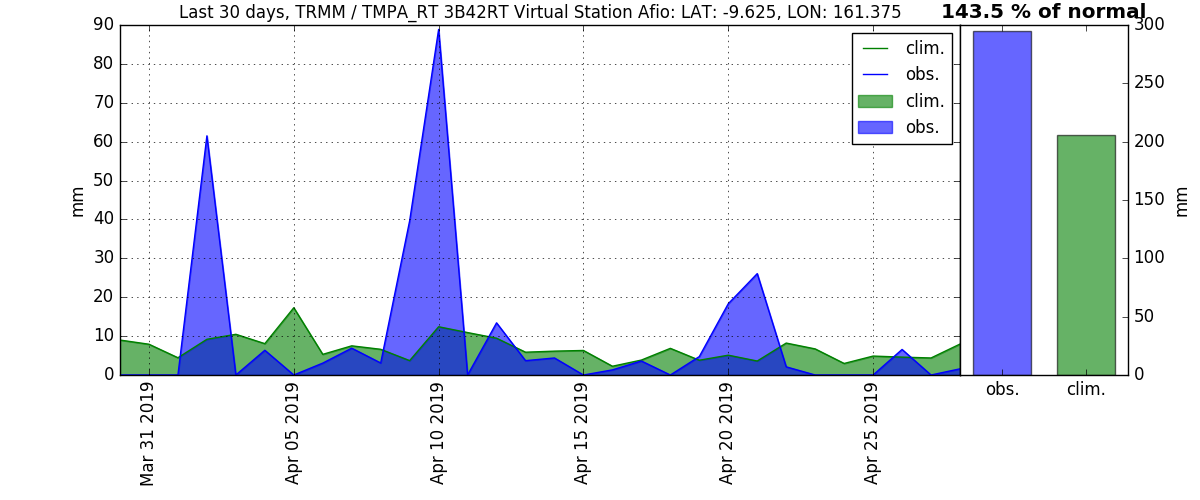 Last 30 days, TRMM / TMPA_RT 3B42RT Virtual Station Afio: LAT: -9.625, LON: 161.375
143.5 % of normal
90
80
70
60
50
40
30
20
10
0
mm
clim.
obs.
clim.
obs.
Mar 31 2019
Apr 05 2019
Apr 10 2019
Apr 15 2019
Apr 20 2019
Apr 25 2019
300
250
200
150
100
50
0
mm
obs.
clim.